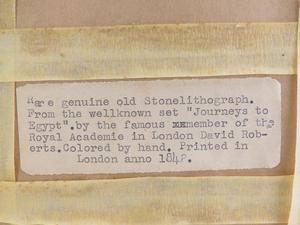 Rare genuine old Stonelithograph.
From the wellknown set "Journeys to
Egypt".by the famous xmember of the
Royal Academie in London David Rob-
erts.Colored by hand. Printed in
London anno 1848.